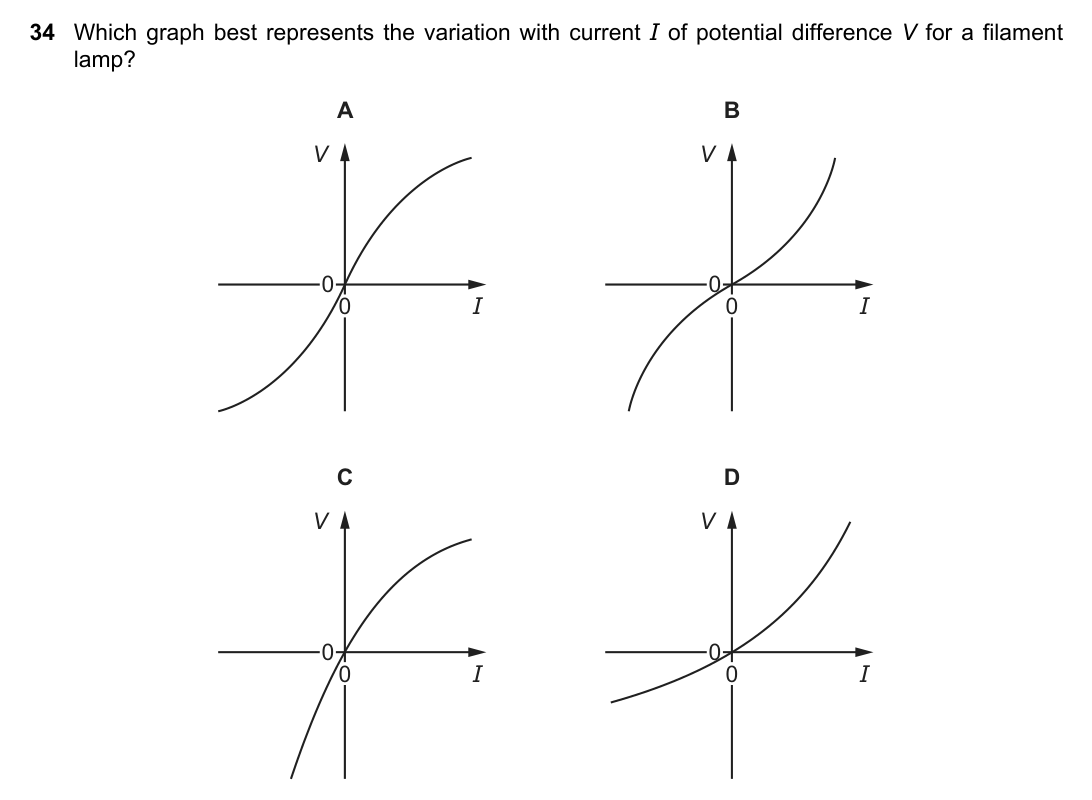 34 Which graph best represents the variation with current I of potential difference V for a filament
lamp?
A B
V V
0 0
0 I 0 I
C D
V V
0 0
0 I 0 I